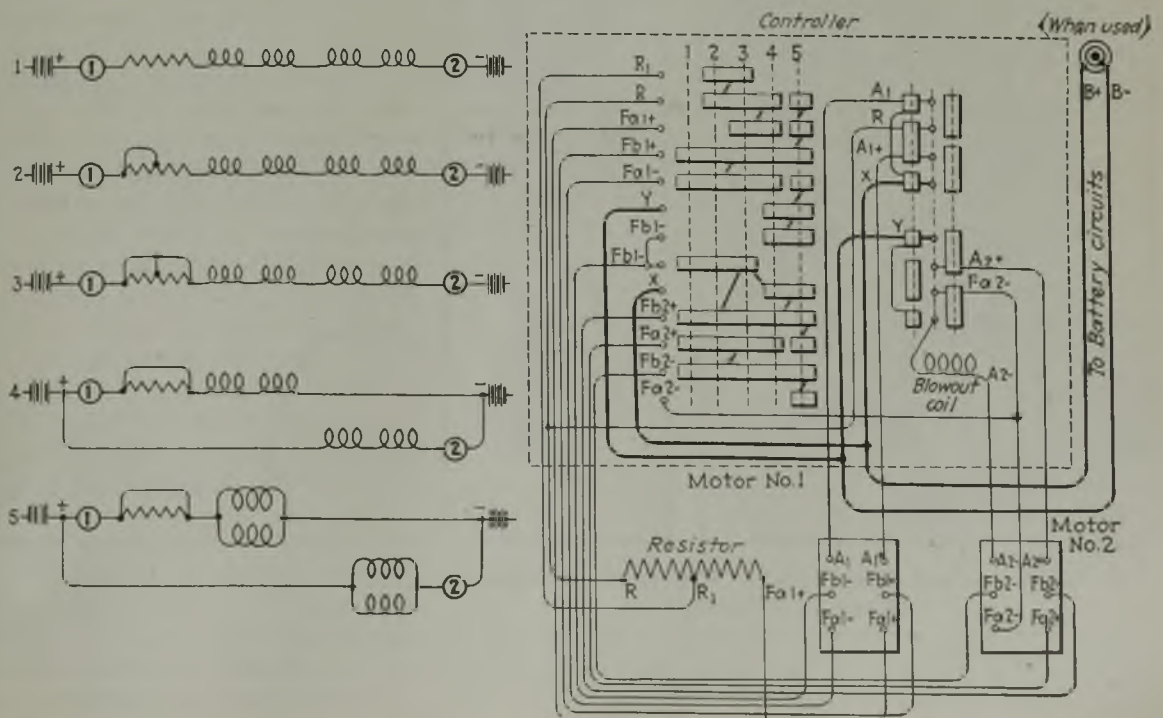 Controller
(When used)
1 2 3 4 5
R1
R
Fa1+
Fb1+
Fa1-
Y
Fb1-
Fb1-
X
Fb2+
Fa2+
Fb2-
Fa2-
A1
R
A1+
X
Y
A2+
Fa2-
A2-
Blowout
coil
B+ B-
To Battery circuits
1 + 1 2 -
2 + 1 2 -
3 + 1 2 -
4 + 1 -
2
5 + 1 -
2
Motor No.1
Motor
No.2
Resistor
R R1 Fa1+
A1
Fb1-
Fa1- Fa1+
A2- A2+
Fb2- Fb2+
Fa2- Fa2+